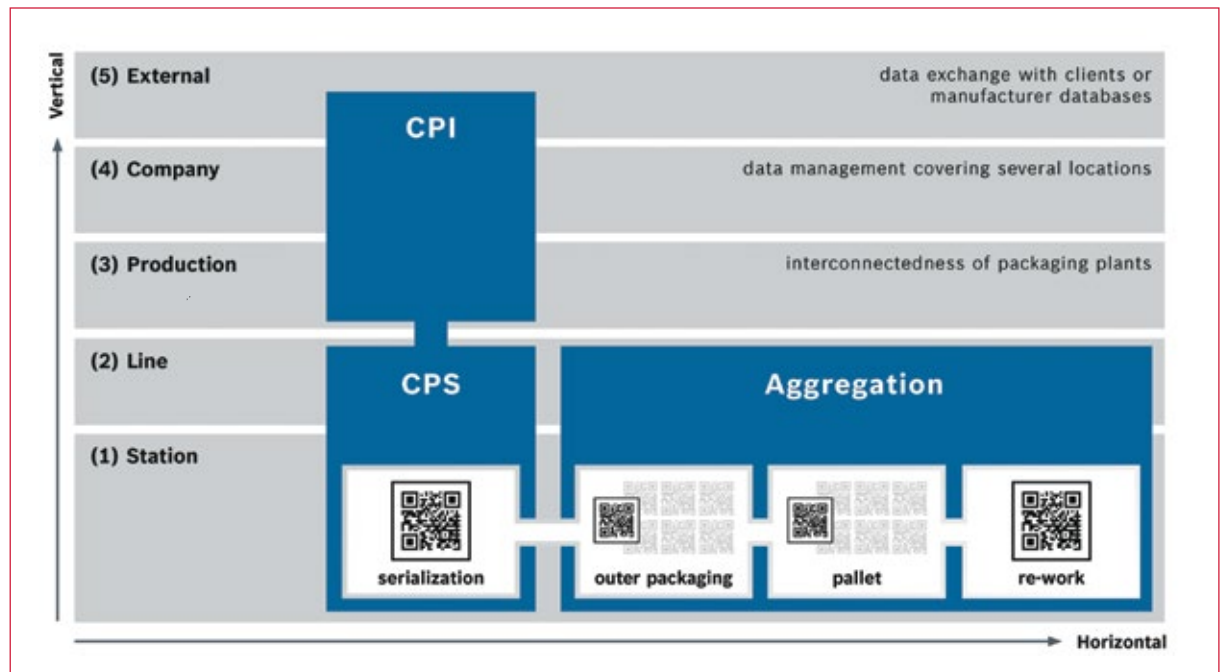 Vertical
(5) External
data exchange with clients or
manufacturer databases
CPI
(4) Company
data management covering several locations
(3) Production
interconnectedness of packaging plants
(2) Line
CPS
Aggregation
(1) Station
serialization
outer packaging
pallet
re-work
Horizontal